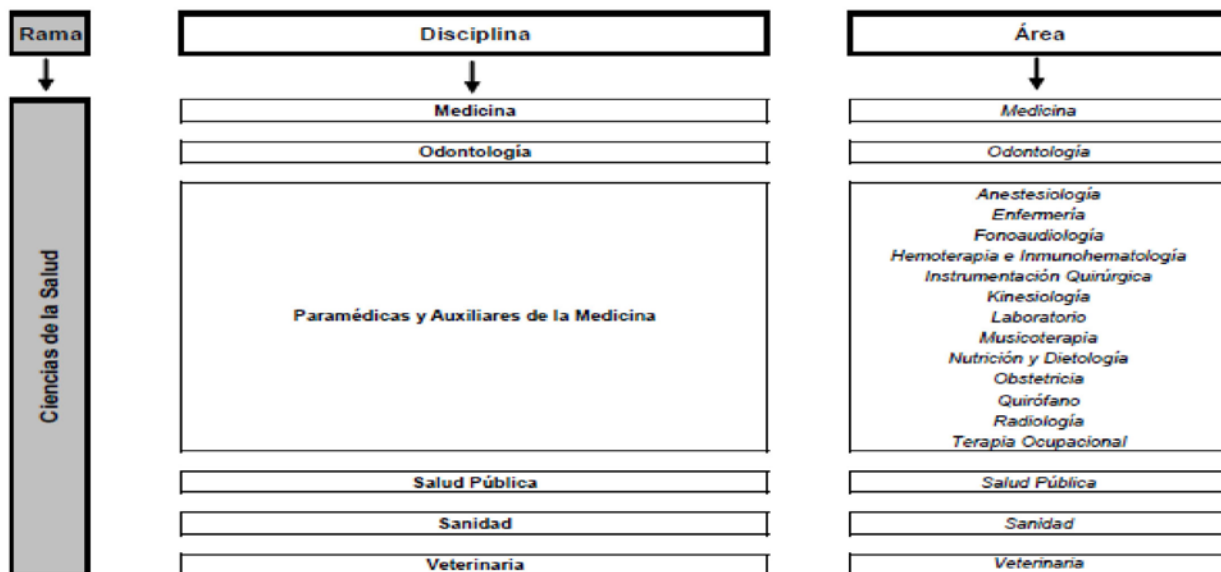 Rama
Disciplina
Área
Ciencias de la Salud
Medicina
Medicina
Odontología
Odontología
Paramédicas y Auxiliares de la Medicina
Anestesiología
Enfermería
Fonoaudiología
Hemoterapia e Inmunohematología
Instrumentación Quirúrgica
Kinesiología
Laboratorio
Musicoterapía
Nutrición y Dietología
Obstetricia
Quirófano
Radiología
Terapia Ocupacional
Salud Pública
Salud Pública
Sanidad
Sanidad
Veterinaria
Veterinaria